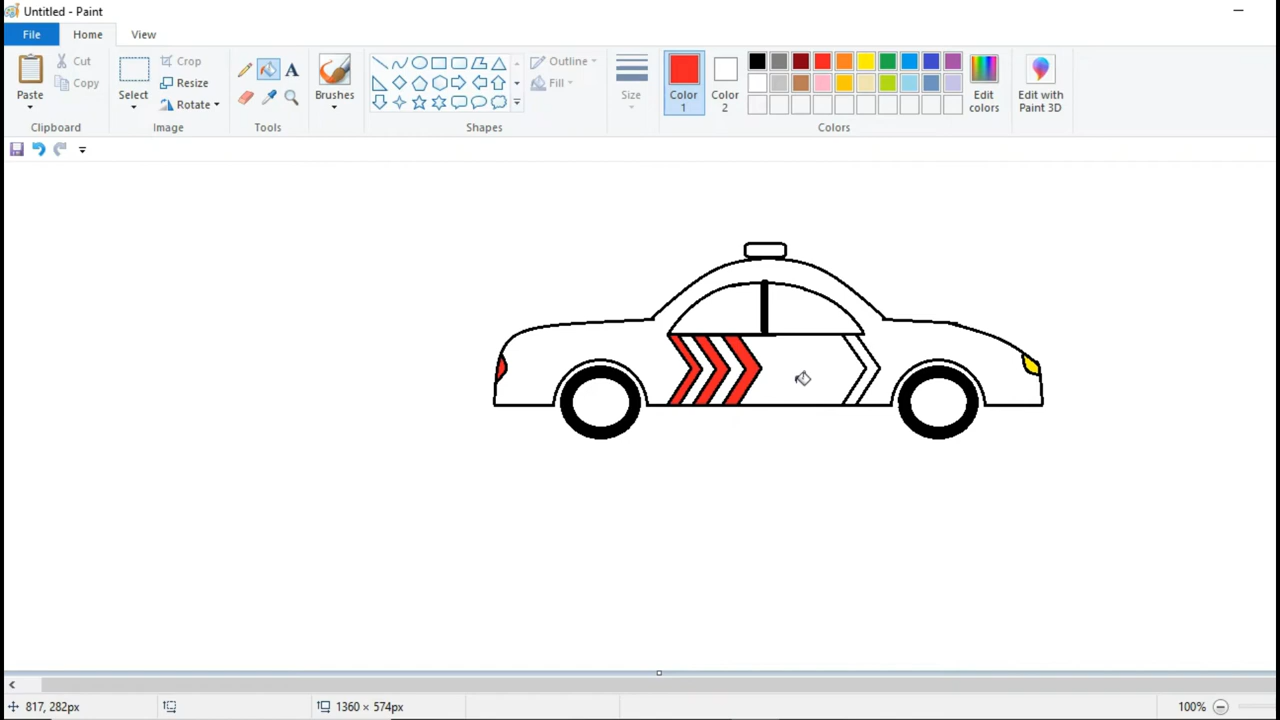 Untitled - Paint
File Home View
Paste
Cut
Copy
Clipboard
Select
Crop
Resize
Rotate
Image
Tools
Brushes
Shapes
Outline
Fill
Size
Color 1
Color 2
Edit colors
Edit with Paint 3D
Colors
817, 282px
1360 × 574px
100%